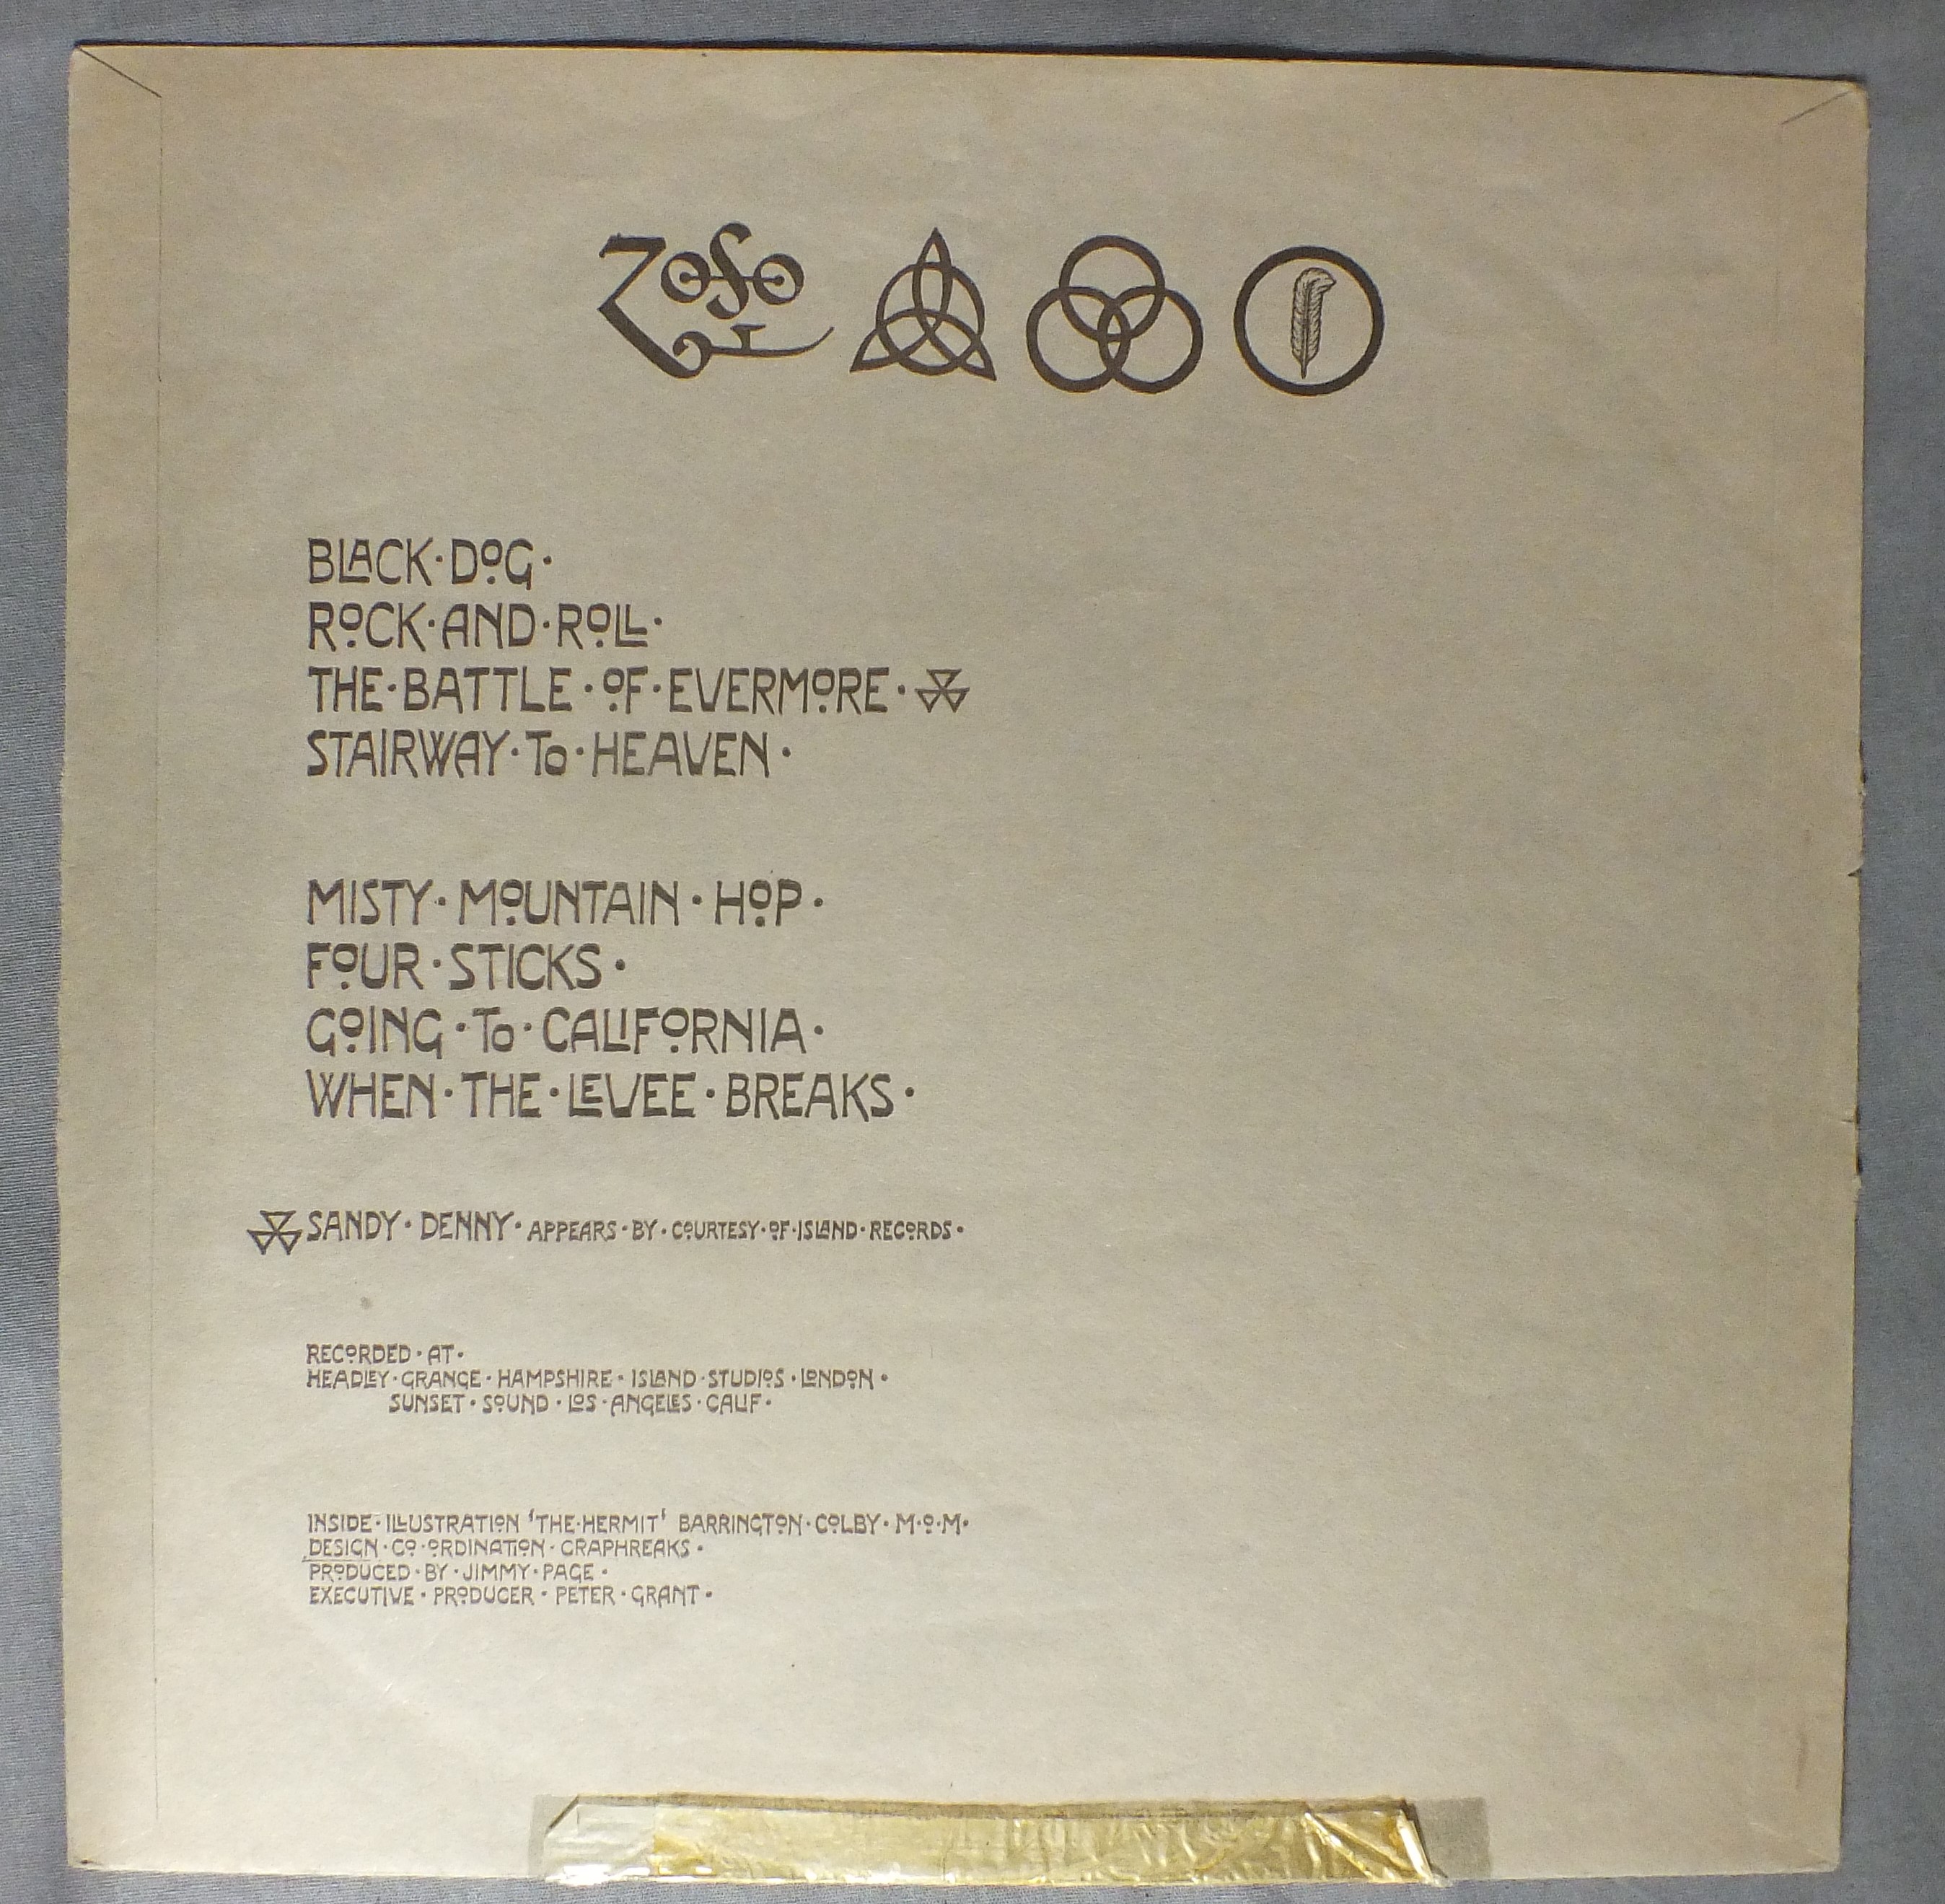 BLACK·DOG·
ROCK·AND·ROLL·
THE·BATTLE·OF·EVERMORE·
STAIRWAY·TO·HEAVEN·
MISTY·MOUNTAIN·HOP·
FOUR·STICKS·
GOING·TO·CALIFORNIA·
WHEN·THE·LEVEE·BREAKS·
SANDY·DENNY·APPEARS·BY·COURTESY·OF·ISLAND·RECORDS·
RECORDED·AT·
HEADLEY·GRANGE·HAMPSHIRE·ISLAND·STUDIOS·LONDON·
SUNSET·SOUND·LOS·ANGELES·CALIF·
INSIDE·ILLUSTRATION 'THE·HERMIT' BARRINGTON·COLBY·M·O·M·
DESIGN·CO·ORDINATION·GRAPHREAKS·
PRODUCED·BY·JIMMY·PAGE·
EXECUTIVE·PRODUCER·PETER·GRANT·